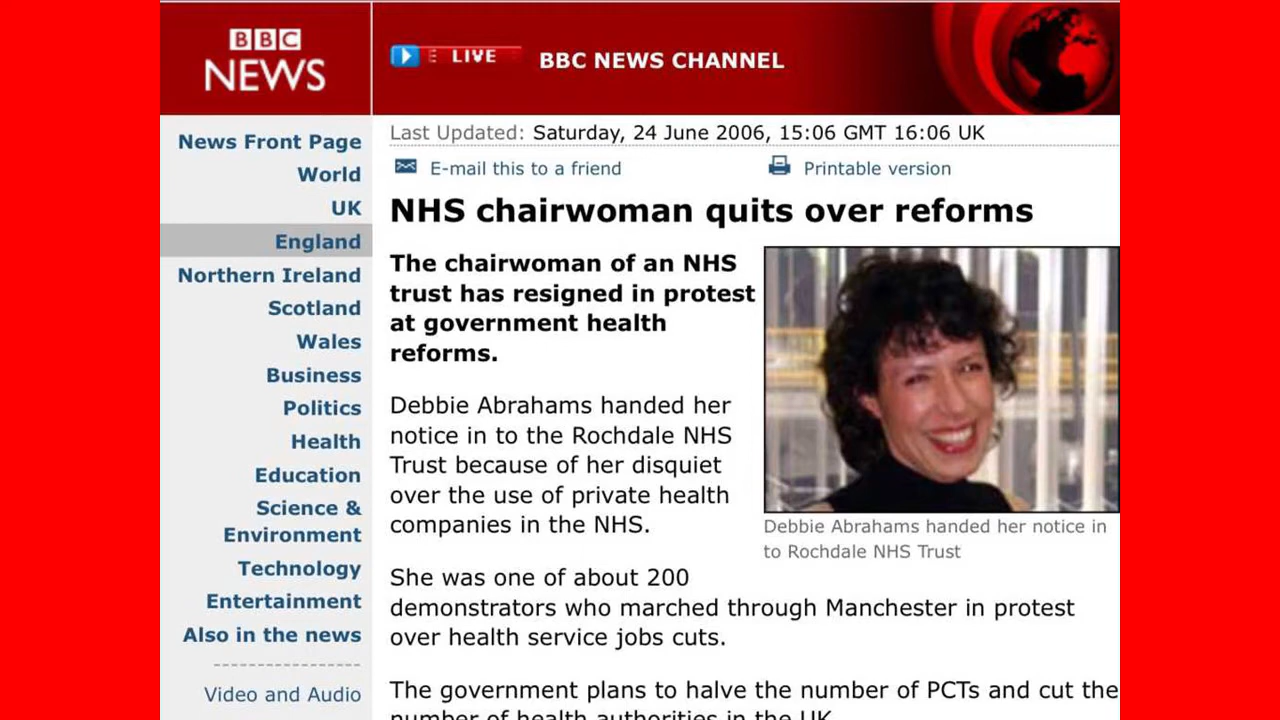 BBC
NEWS
LIVE
BBC NEWS CHANNEL
News Front Page
World
UK
England
Northern Ireland
Scotland
Wales
Business
Politics
Health
Education
Science &
Environment
Technology
Entertainment
Also in the news
Video and Audio
Last Updated: Saturday, 24 June 2006, 15:06 GMT 16:06 UK
E-mail this to a friend
Printable version
NHS chairwoman quits over reforms
The chairwoman of an NHS
trust has resigned in protest
at government health
reforms.
Debbie Abrahams handed her
notice in to the Rochdale NHS
Trust because of her disquiet
over the use of private health
companies in the NHS.
Debbie Abrahams handed her notice in
to Rochdale NHS Trust
She was one of about 200
demonstrators who marched through Manchester in protest
over health service jobs cuts.
The government plans to halve the number of PCTs and cut the
number of health authorities in the UK